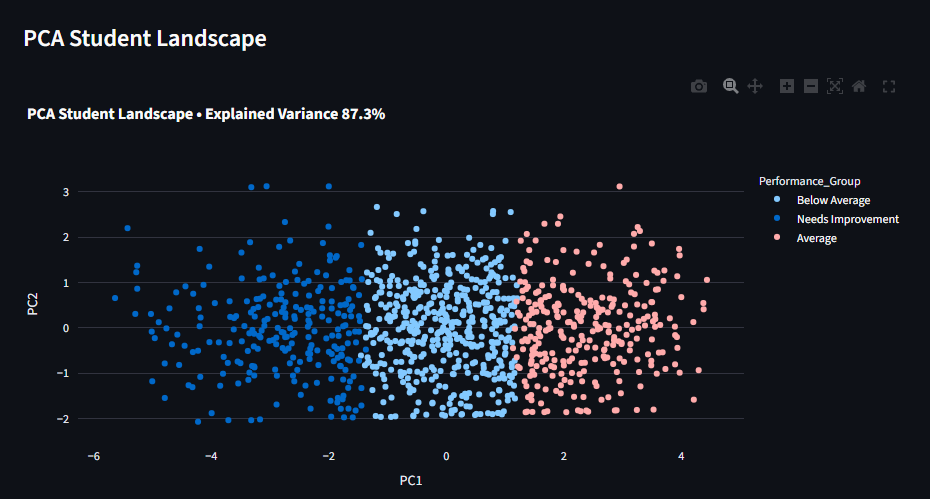 PCA Student Landscape
PCA Student Landscape • Explained Variance 87.3%
Performance_Group
Below Average
Needs Improvement
Average
3
2
1
0
−1
−2
PC2
−6
−4
−2
0
2
4
PC1